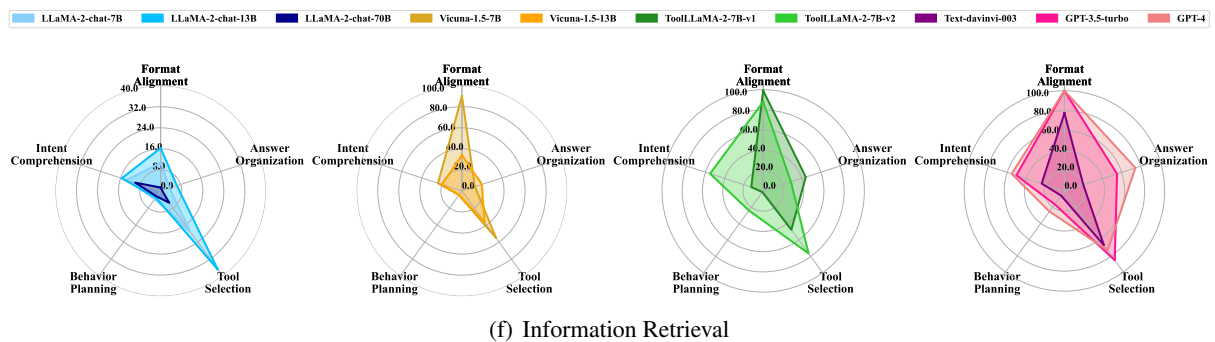 LLaMA-2-chat-7B LLaMA-2-chat-13B LLaMA-2-chat-70B Vicuna-1.5-7B Vicuna-1.5-13B ToolLLaMA-2-7B-v1 ToolLLaMA-2-7B-v2 Text-davinvi-003 GPT-3.5-turbo GPT-4
Format
Alignment
40.0
32.0
24.0
16.0
8.0
0.0
Intent
Comprehension
Answer
Organization
Behavior
Planning
Tool
Selection
Format
Alignment
100.0
80.0
60.0
40.0
20.0
0.0
Intent
Comprehension
Answer
Organization
Behavior
Planning
Tool
Selection
Format
Alignment
100.0
80.0
60.0
40.0
20.0
0.0
Intent
Comprehension
Answer
Organization
Behavior
Planning
Tool
Selection
Format
Alignment
100.0
80.0
60.0
40.0
20.0
0.0
Intent
Comprehension
Answer
Organization
Behavior
Planning
Tool
Selection
(f) Information Retrieval